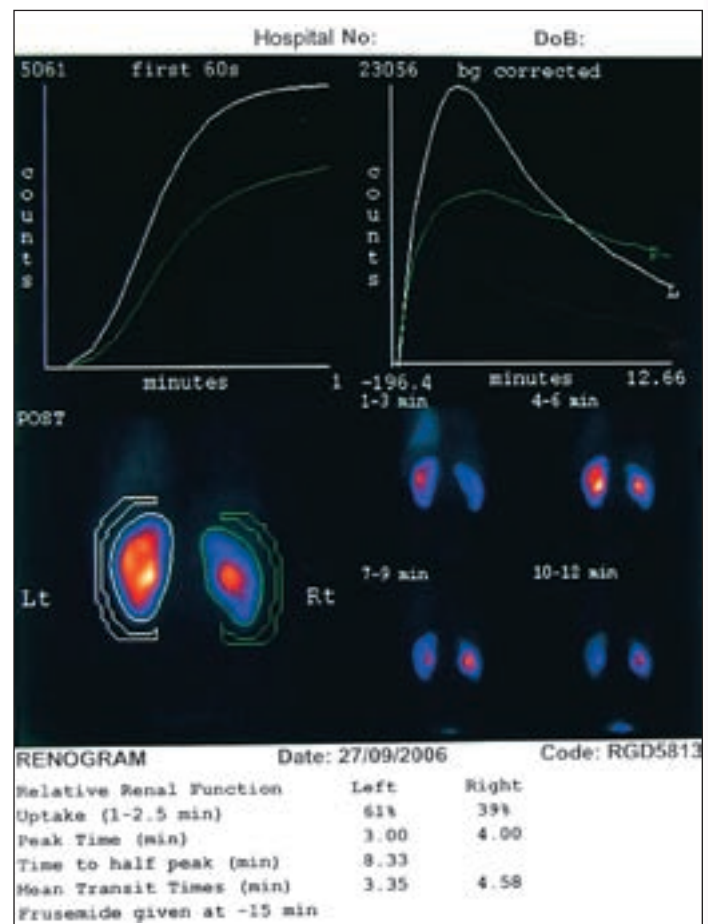 Hospital No: DoB:
5061 first 60s 23056 bg corrected
counts counts
minutes 1 -196.4 minutes 12.66
L
POST 1-3 min 4-6 min
7-9 min 10-12 min
Lt Rt
RENOGRAM Date: 27/09/2006 Code: RGD5813
Relative Renal Function Left Right
Uptake (1-2.5 min) 61% 39%
Peak Time (min) 3.00 4.00
Time to half peak (min) 8.33
Mean Transit Times (min) 3.35 4.58
Frusemide given at -15 min